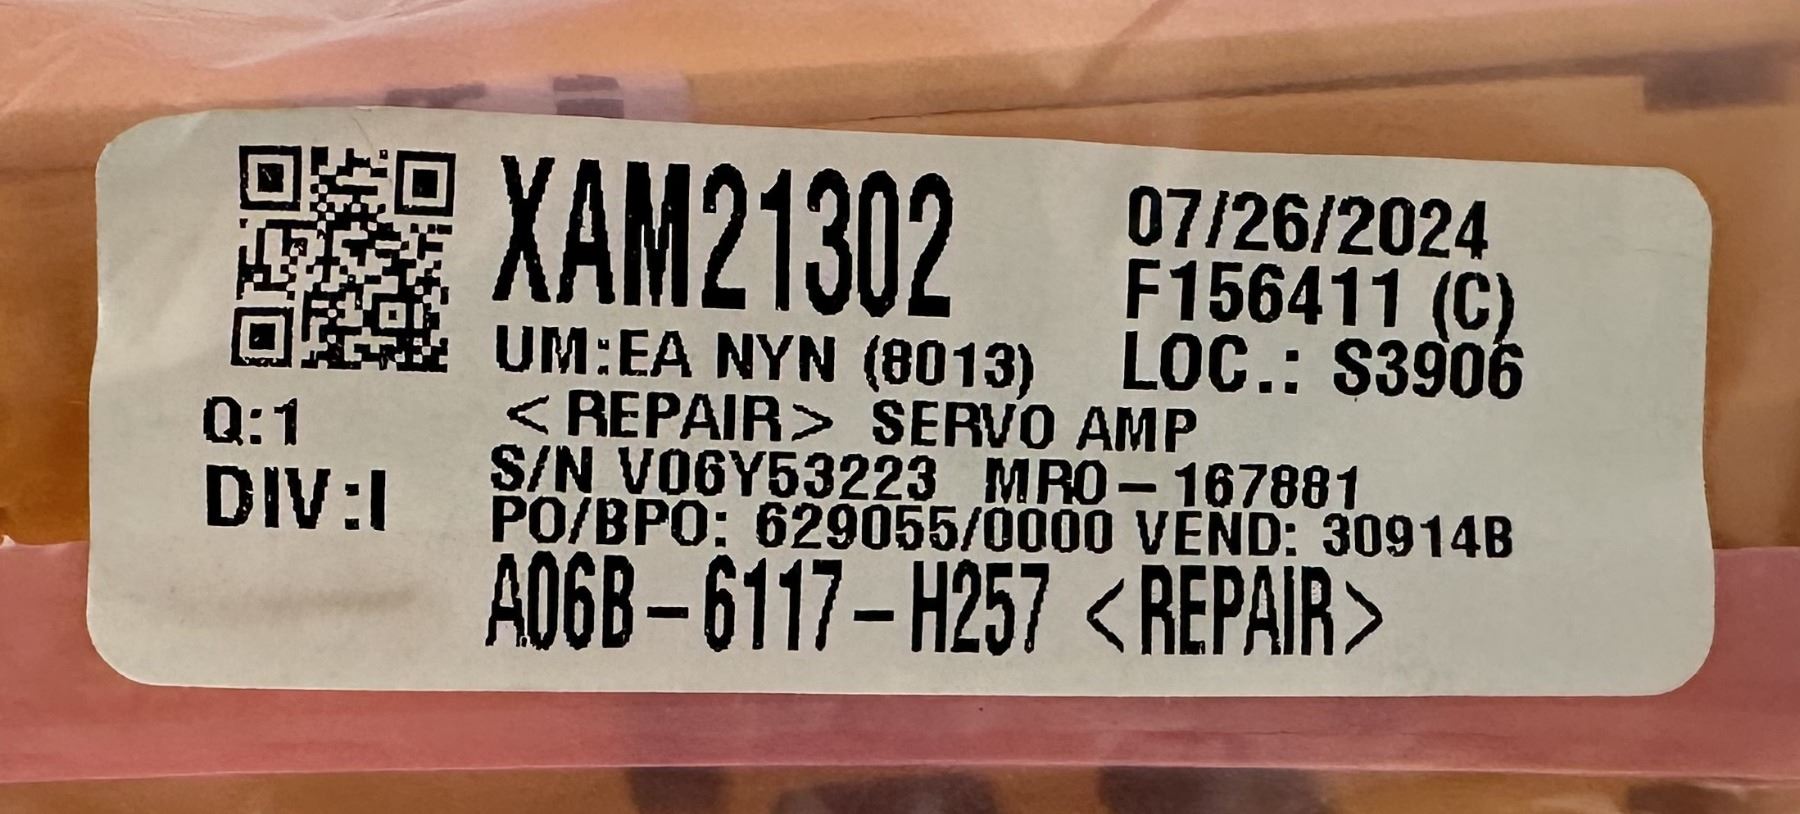 XAM21302
07/26/2024
F156411 (C)
UM:EA NYN (8013)
LOC.: S3906
Q:1
<REPAIR> SERVO AMP
DIV:I
S/N V06Y53223 MRO-167881
PO/BPO: 629055/0000 VEND: 30914B
A06B-6117-H257 <REPAIR>